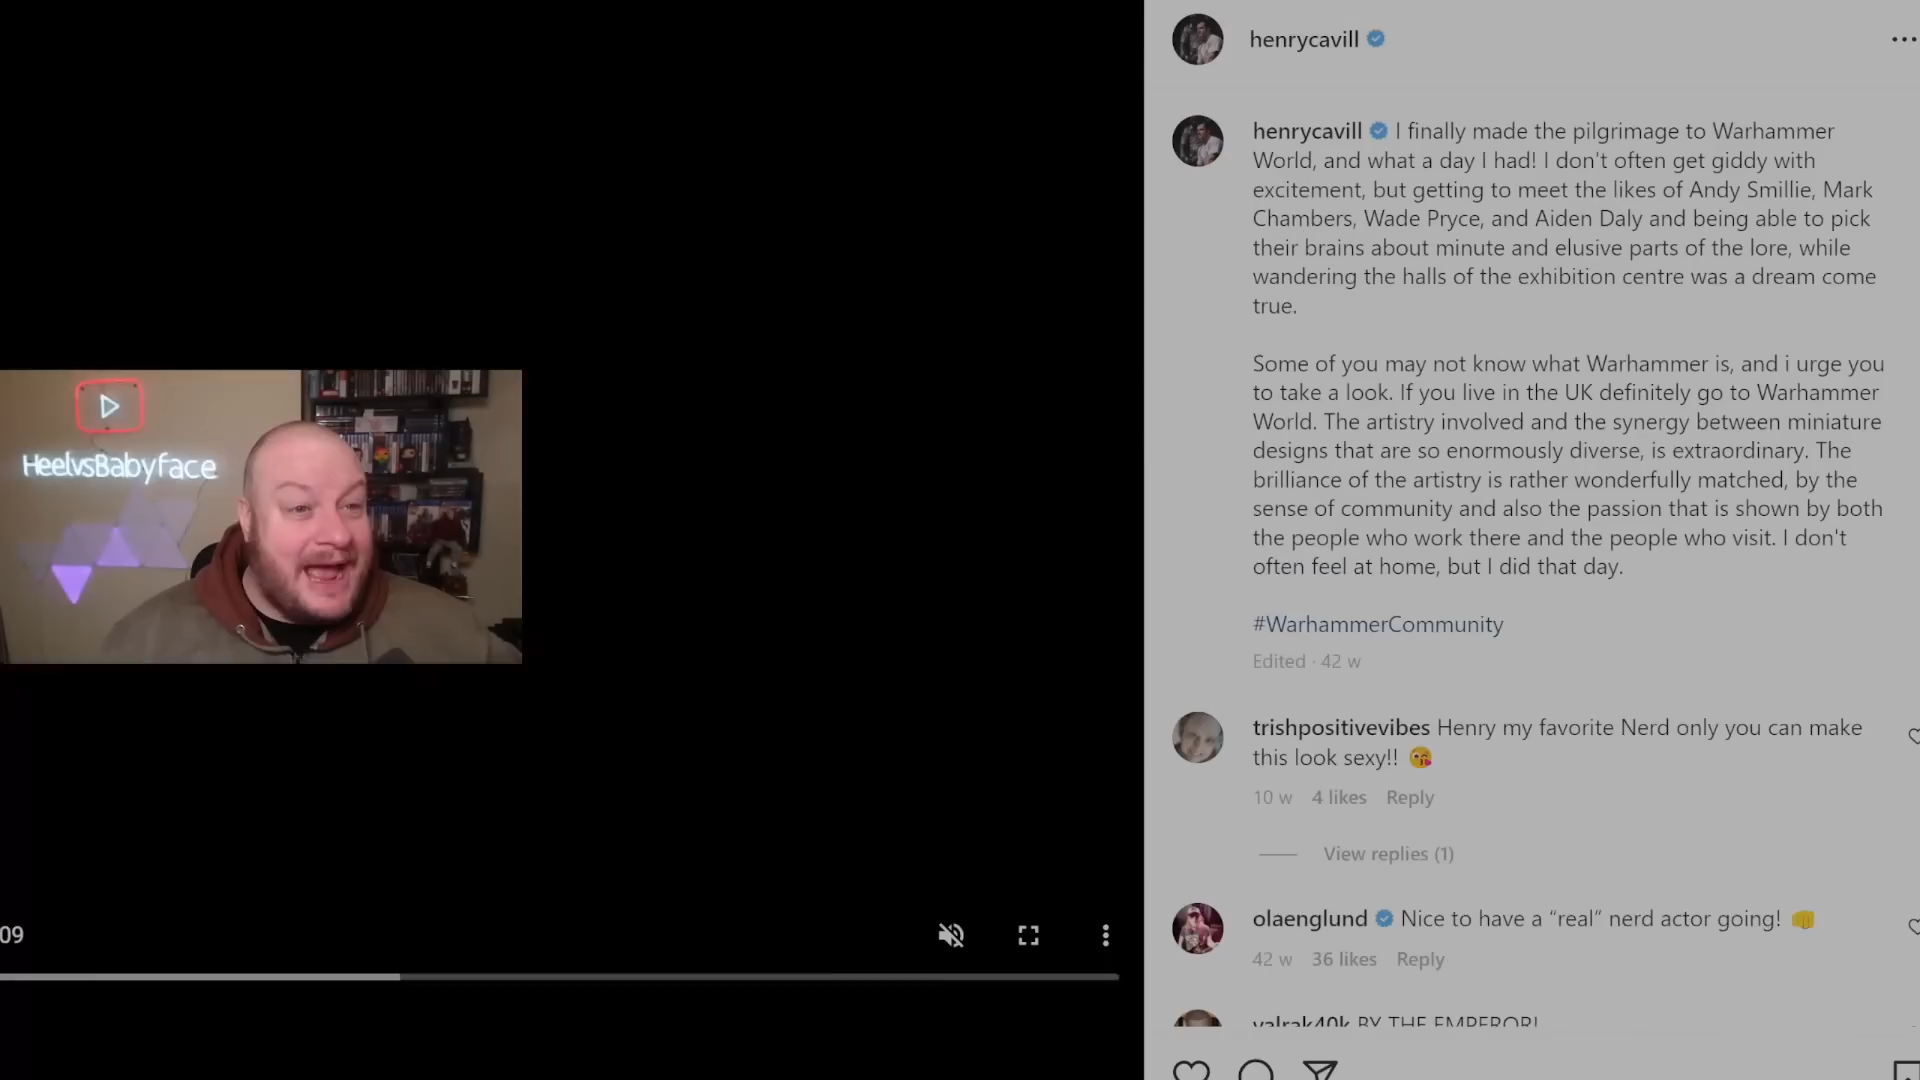 henrycavill
henrycavill I finally made the pilgrimage to Warhammer
World, and what a day I had! I don't often get giddy with
excitement, but getting to meet the likes of Andy Smillie, Mark
Chambers, Wade Pryce, and Aiden Daly and being able to pick
their brains about minute and elusive parts of the lore, while
wandering the halls of the exhibition centre was a dream come
true.
Some of you may not know what Warhammer is, and i urge you
to take a look. If you live in the UK definitely go to Warhammer
World. The artistry involved and the synergy between miniature
designs that are so enormously diverse, is extraordinary. The
brilliance of the artistry is rather wonderfully matched, by the
sense of community and also the passion that is shown by both
the people who work there and the people who visit. I don't
often feel at home, but I did that day.
#WarhammerCommunity
Edited · 42 w
trishpositivevibes Henry my favorite Nerd only you can make
this look sexy!! 😘
10 w 4 likes Reply
View replies (1)
olaenglund Nice to have a “real” nerd actor going! 👊
42 w 36 likes Reply
valrak40k BY THE EMPEROR!
HeelvsBabyface
09